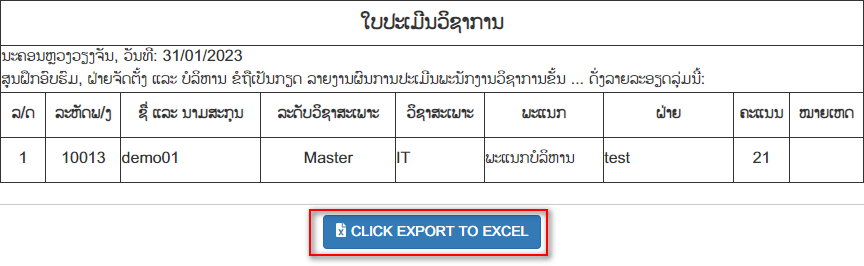 ໃບປະເມີນວິຊາການ
ນະຄອນຫຼວງວຽງຈັນ, ວັນທີ: 31/01/2023
ສູນຝຶກອົບຮົມ, ຝ່າຍຈັດຕັ້ງ ແລະ ບໍລິຫານ ຂໍຖືເປັນກຽດ ລາຍງານຜົນການປະເມີນພະນັກງານວິຊາການຂັ້ນ ... ດັ່ງລາຍລະອຽດລຸ່ມນີ້:
ລ/ດ ລະຫັດພ/ງ ຊື່ ແລະ ນາມສະກຸນ ລະດັບວິຊາສະເພາະ ວິຊາສະເພາະ ພະແນກ ຝ່າຍ ຄະແນນ ໝາຍເຫດ
1 10013 demo01 Master IT ພະແນກບໍລິຫານ test 21
CLICK EXPORT TO EXCEL